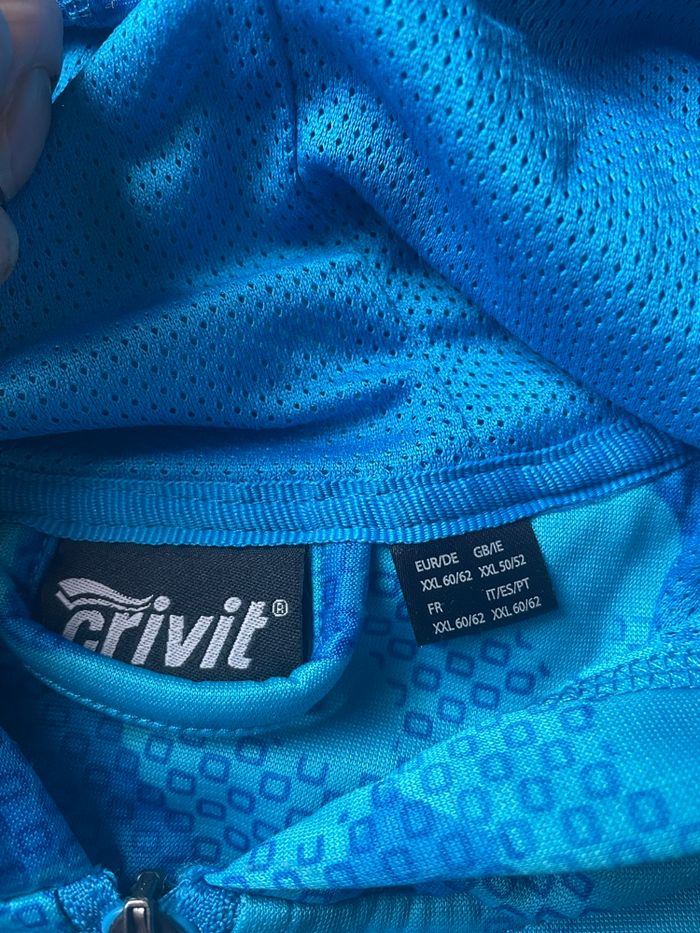 crivit®
EUR/DE GB/IE
XXL 60/62 XXL 50/52
FR IT/ES/PT
XXL 60/62 XXL 60/62